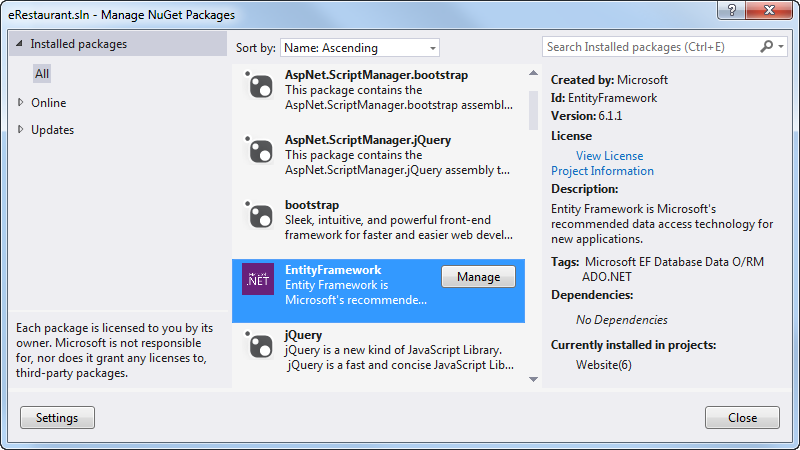 eRestaurant.sln - Manage NuGet Packages
Installed packages
All
Online
Updates
Each package is licensed to you by its
owner. Microsoft is not responsible
for, nor does it grant any licenses to,
third-party packages.
Sort by: Name: Ascending
AspNet.ScriptManager.bootstrap
This package contains the
AspNet.ScriptManager.bootstrap assembl...
AspNet.ScriptManager.jQuery
This package contains the
AspNet.ScriptManager.jQuery assembly t...
bootstrap
Sleek, intuitive, and powerful front-end
framework for faster and easier web devel...
.NET
EntityFramework
Entity Framework is
Microsoft's recommende...
Manage
jQuery
jQuery is a new kind of JavaScript Library.
jQuery is a fast and concise JavaScript Lib...
Search Installed packages (Ctrl+E)
Created by: Microsoft
Id: EntityFramework
Version: 6.1.1
License
View License
Project Information
Description:
Entity Framework is Microsoft's
recommended data access technology for
new applications.
Tags: Microsoft EF Database Data O/RM
ADO.NET
Dependencies:
No Dependencies
Currently installed in projects:
Website(6)
Settings
Close